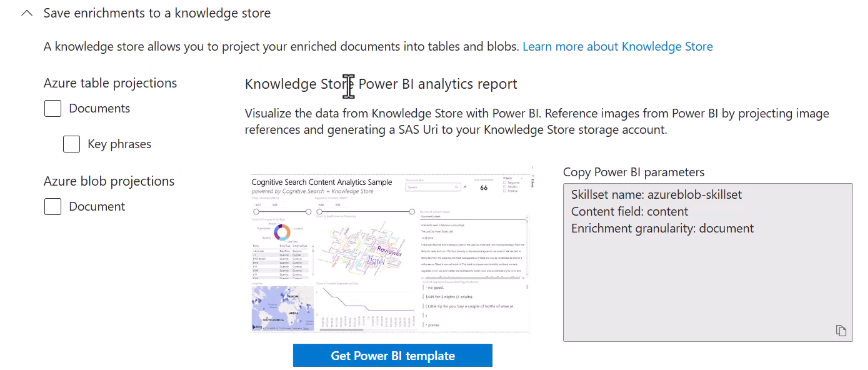 Save enrichments to a knowledge store
A knowledge store allows you to project your enriched documents into tables and blobs. Learn more about Knowledge Store
Azure table projections
Documents
Key phrases
Azure blob projections
Document
Knowledge Store Power BI analytics report
Visualize the data from Knowledge Store with Power BI. Reference images from Power BI by projecting image
references and generating a SAS Uri to your Knowledge Store storage account.
Cognitive Search Content Analytics Sample
powered by Cognitive Search + Knowledge Store
66
Get Power BI template
Copy Power BI parameters
Skillset name: azureblob-skillset
Content field: content
Enrichment granularity: document